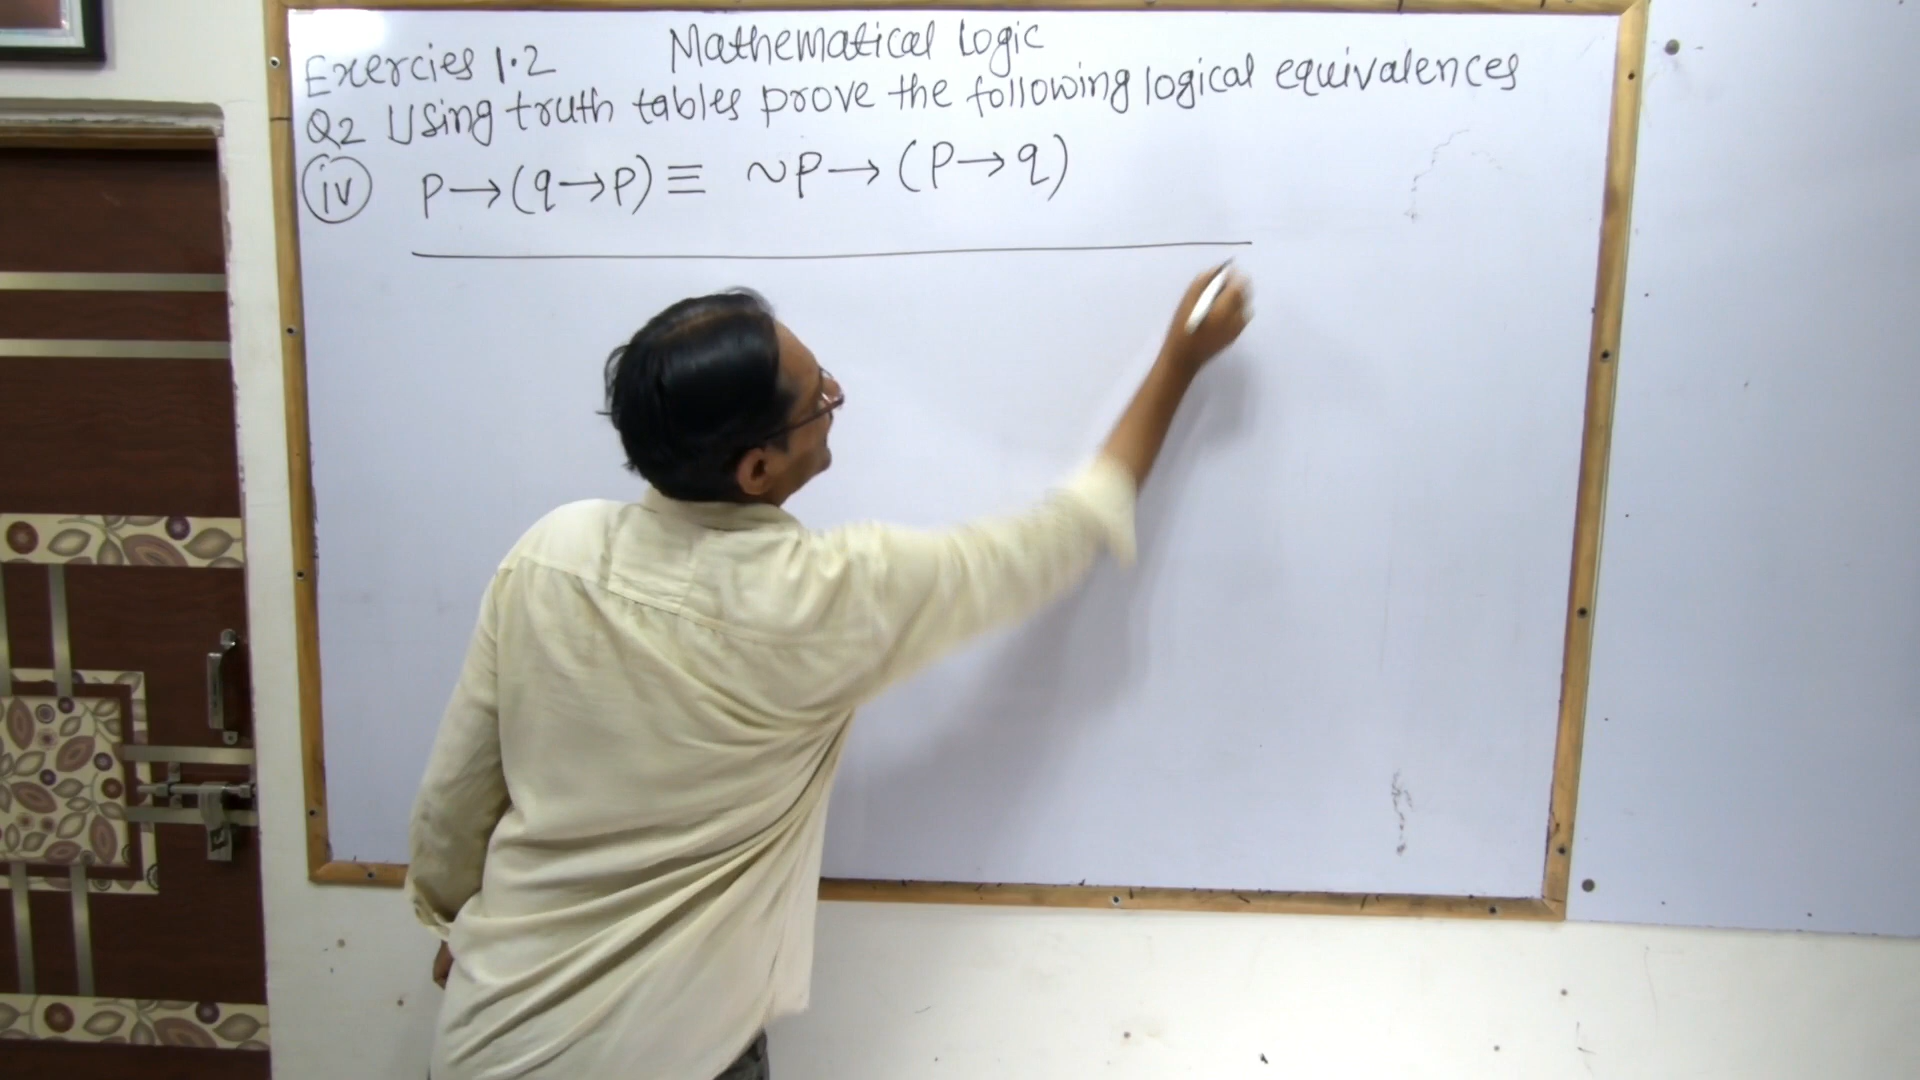 Mathematical Logic
Exercies 1.2
Q2 Using truth tables prove the following logical equivalences
iv p→(q→p)≡ ~p→(p→q)